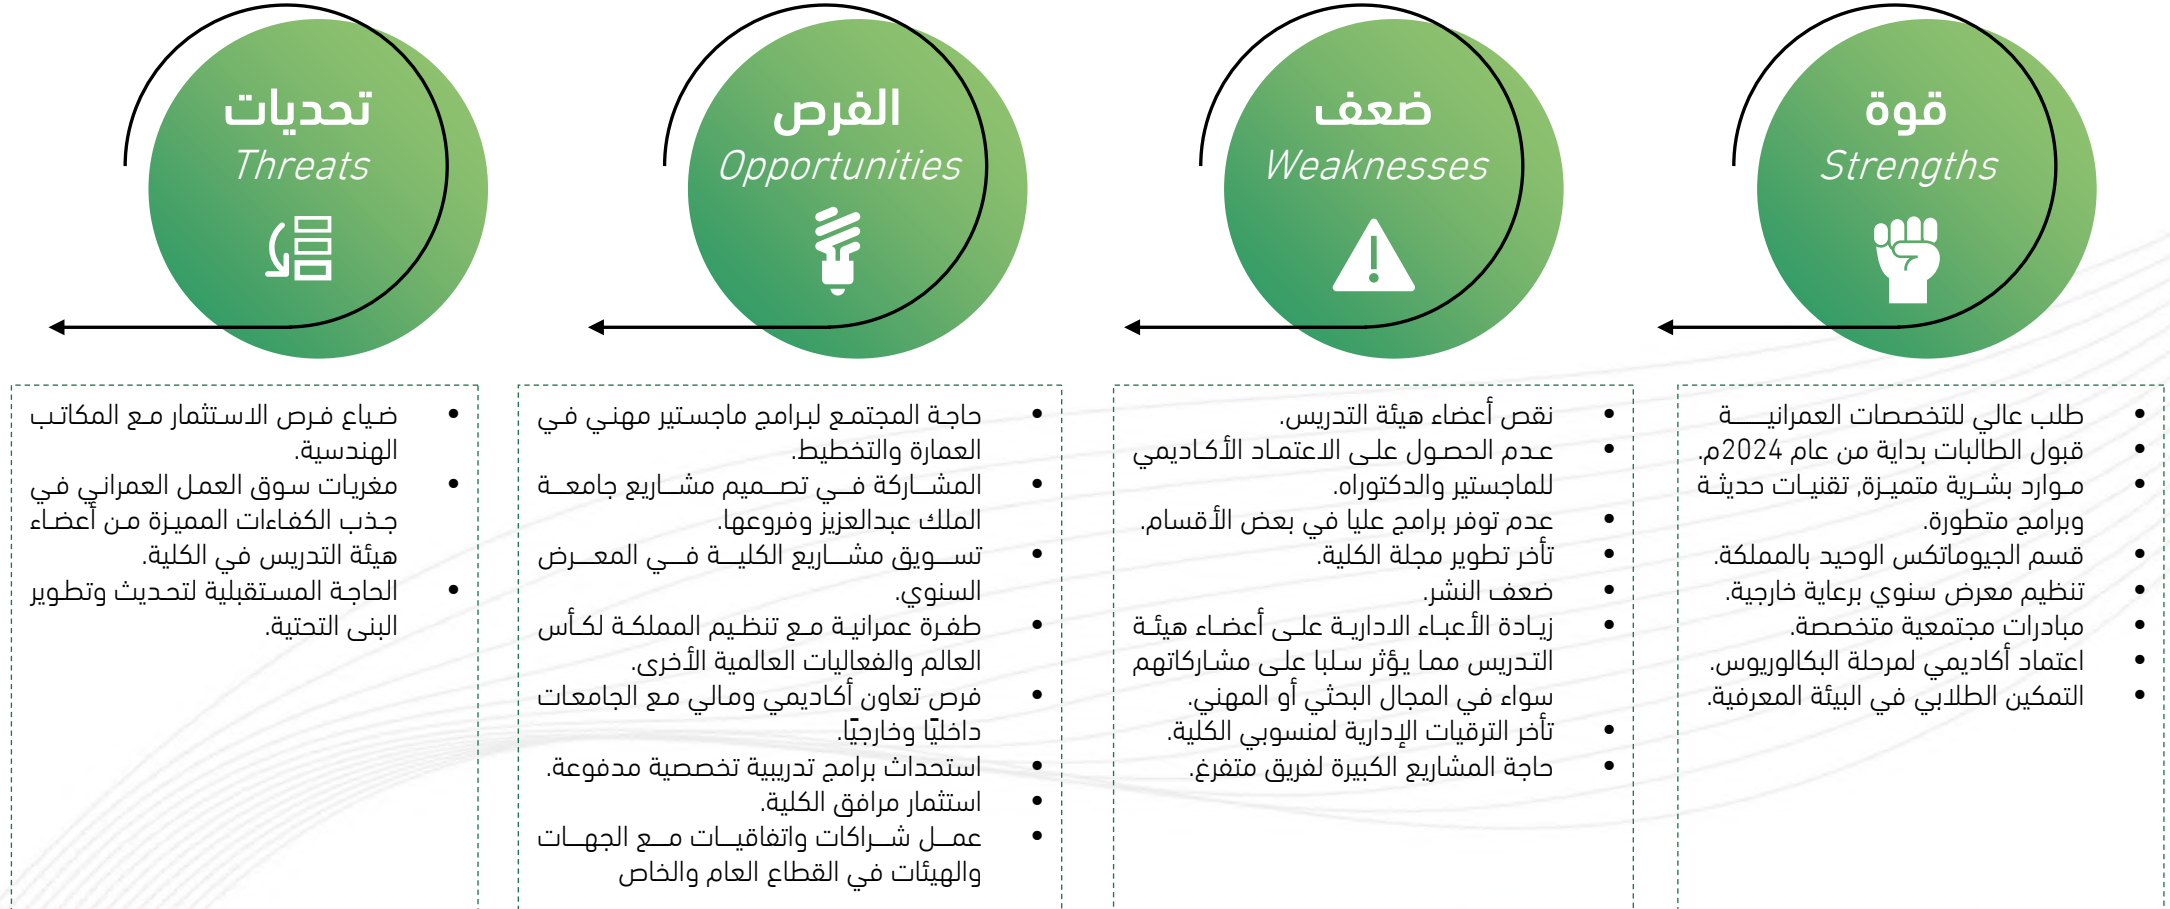 قوة
Strengths
طلب عالي للتخصصات العمرانية
قبول الطالبات بداية من عام 2024م.
موارد بشرية متميزة, تقنيات حديثة
وبرامج متطورة.
قسم الجيوماتكس الوحيد بالمملكة.
تنظيم معرض سنوي برعاية خارجية.
مبادرات مجتمعية متخصصة.
اعتماد أكاديمي لمرحلة البكالوريوس.
التمكين الطلابي في البيئة المعرفية.
ضعف
Weaknesses
نقص أعضاء هيئة التدريس.
عدم الحصول على الاعتماد الأكاديمي
للماجستير والدكتوراه.
عدم توفر برامج عليا في بعض الأقسام.
تأخر تطوير مجلة الكلية.
ضعف النشر.
زيادة الأعباء الادارية على أعضاء هيئة
التدريس مما يؤثر سلبا على مشاركاتهم
سواء في المجال البحثي أو المهني.
تأخر الترقيات الإدارية لمنسوبي الكلية.
حاجة المشاريع الكبيرة لفريق متفرغ.
الفرص
Opportunities
حاجة المجتمع لبرامج ماجستير مهني في
العمارة والتخطيط.
المشاركة في تصميم مشاريع جامعة
الملك عبدالعزيز وفروعها.
تسويق مشاريع الكلية في المعرض
السنوي.
طفرة عمرانية مع تنظيم المملكة لكأس
العالم والفعاليات العالمية الأخرى.
فرص تعاون أكاديمي ومالي مع الجامعات
داخليًا وخارجيًا.
استحداث برامج تدريبية تخصصية مدفوعة.
استثمار مرافق الكلية.
عمل شراكات واتفاقيات مع الجهات
والهيئات في القطاع العام والخاص
تحديات
Threats
ضياع فرص الاستثمار مع المكاتب
الهندسية.
مغريات سوق العمل العمراني في
جذب الكفاءات المميزة من أعضاء
هيئة التدريس في الكلية.
الحاجة المستقبلية لتحديث وتطوير
البنى التحتية.